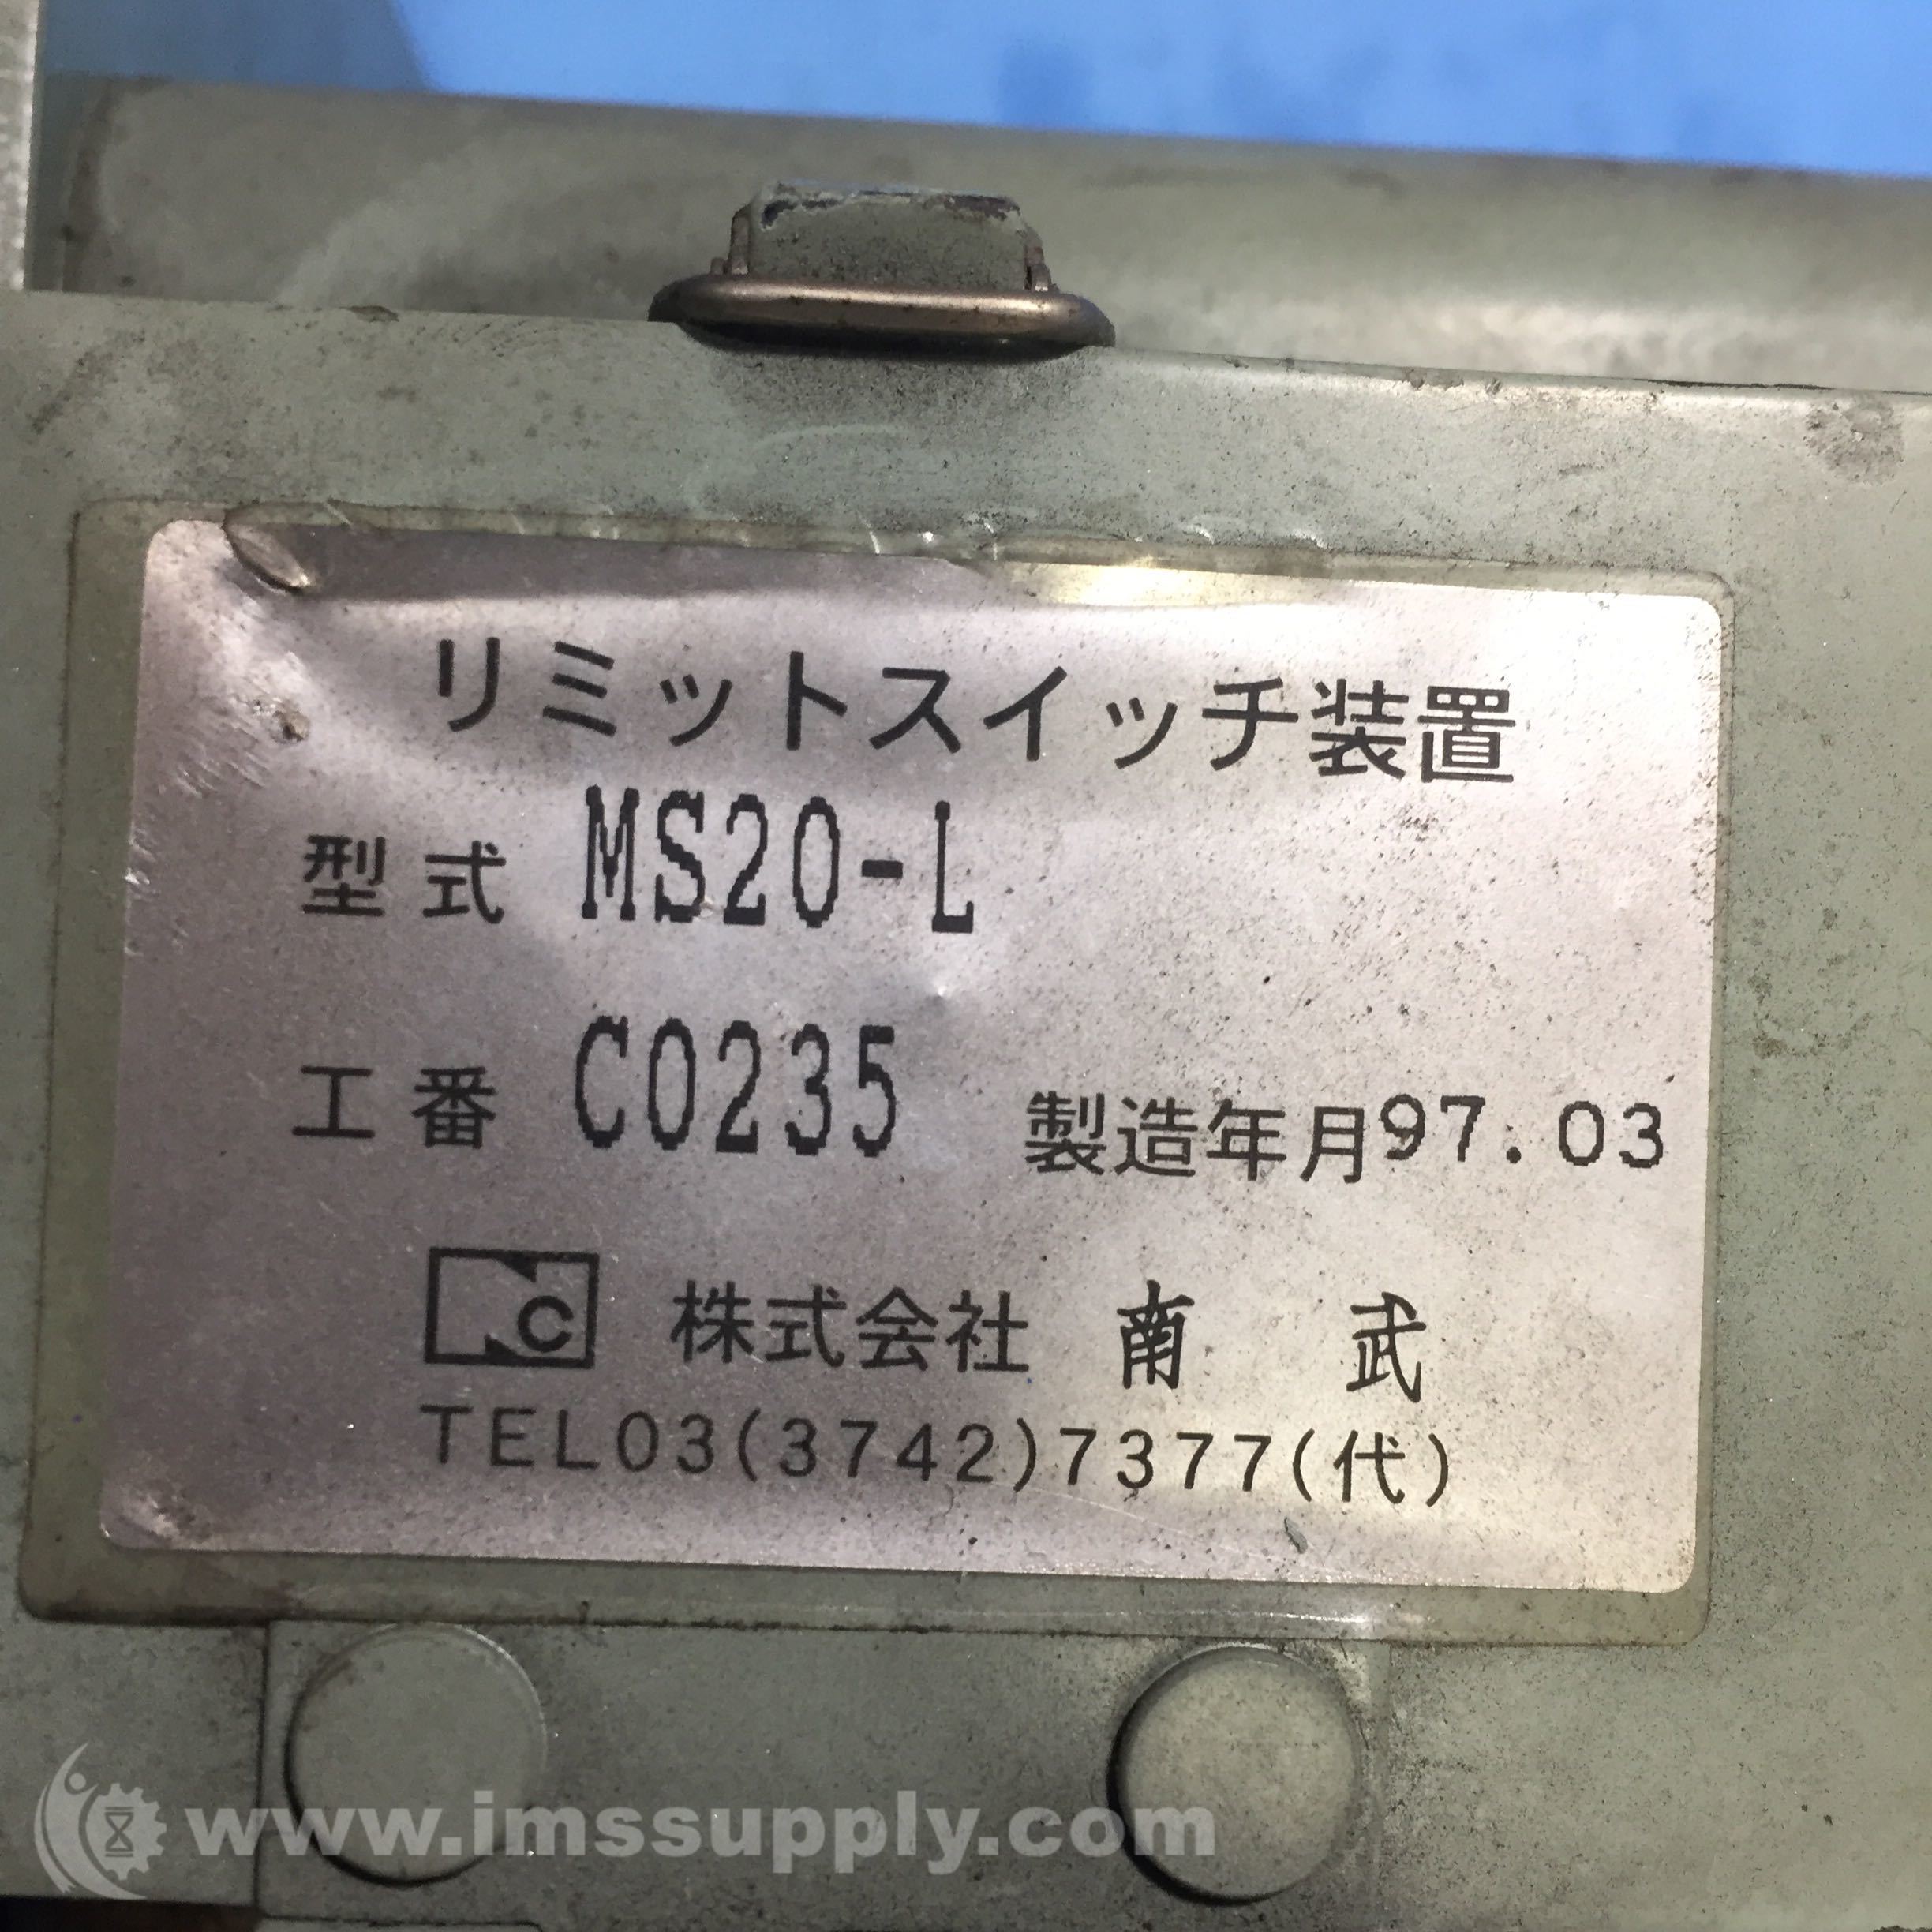 リミットスイッチ装置
型式 MS20-L
工番 C0235 製造年月97.03
NC 株式会社 南武
TEL03(3742)7377(代)
www.imssupply.com